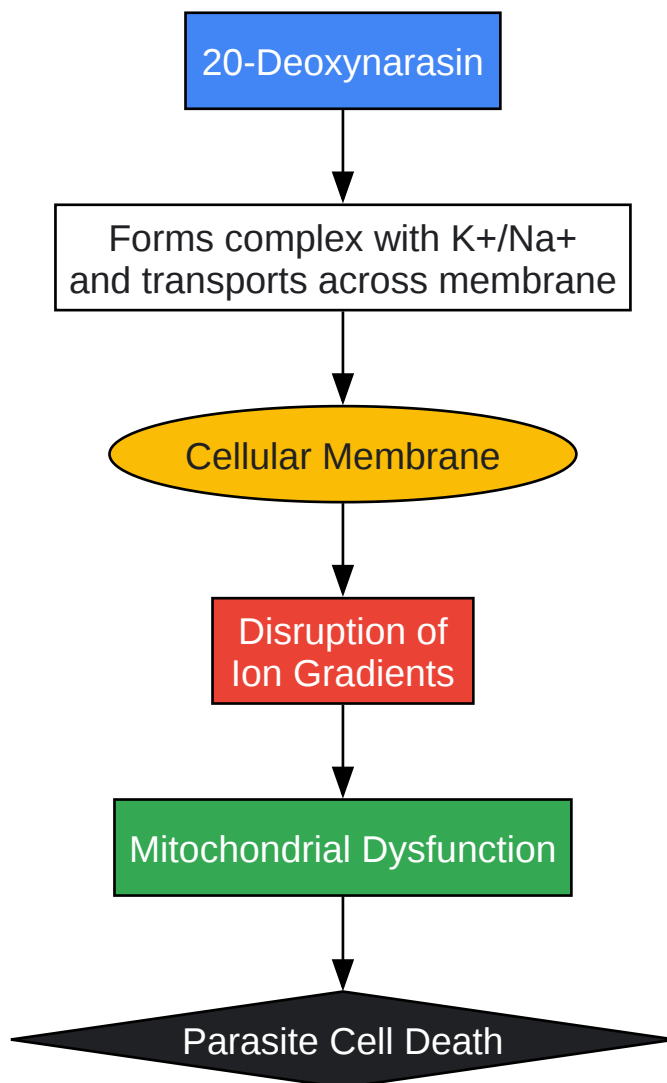 20-Deoxynarasin
Forms complex with K+/Na+
and transports across membrane
Cellular Membrane
Disruption of
Ion Gradients
Mitochondrial Dysfunction
Parasite Cell Death